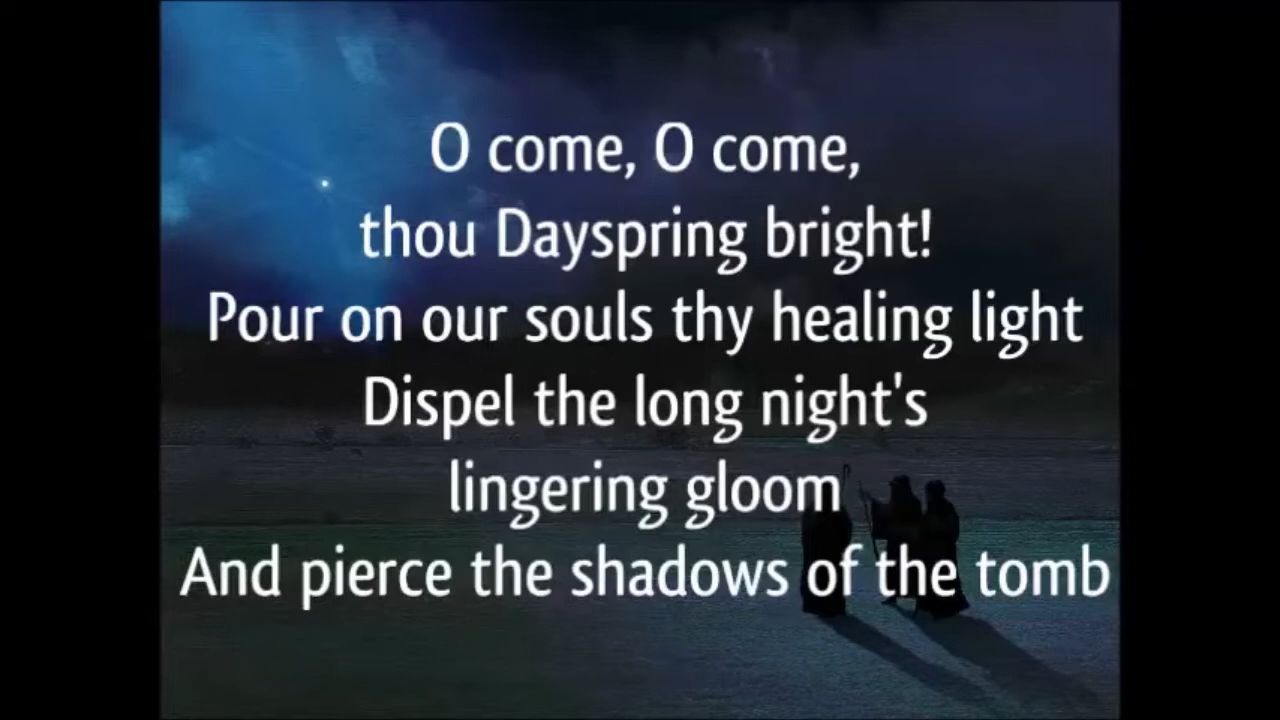 O come, O come,
thou Dayspring bright!
Pour on our souls thy healing light
Dispel the long night's
lingering gloom
And pierce the shadows of the tomb